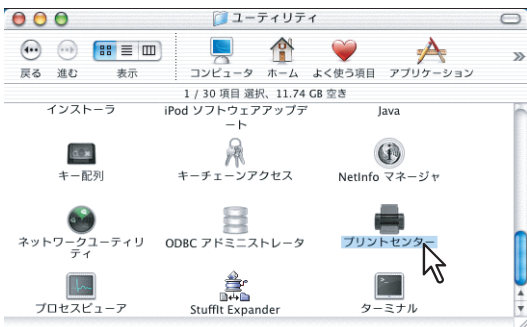 ユーティリティ
戻る 進む 表示 コンピュータ ホーム よく使う項目 アプリケーション
1 / 30 項目 選択、11.74 GB 空き
インストーラ iPod ソフトウェアアップデート Java
キー配列 キーチェーンアクセス NetInfo マネージャ
ネットワークユーティリティ ODBC アドミニストレータ プリントセンター
プロセスビューア StuffIt Expander ターミナル